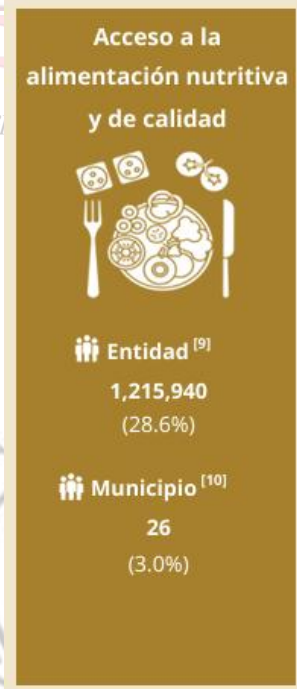 Acceso a la
alimentación nutritiva
y de calidad
Entidad [9]
1,215,940
(28.6%)
Municipio [10]
26
(3.0%)